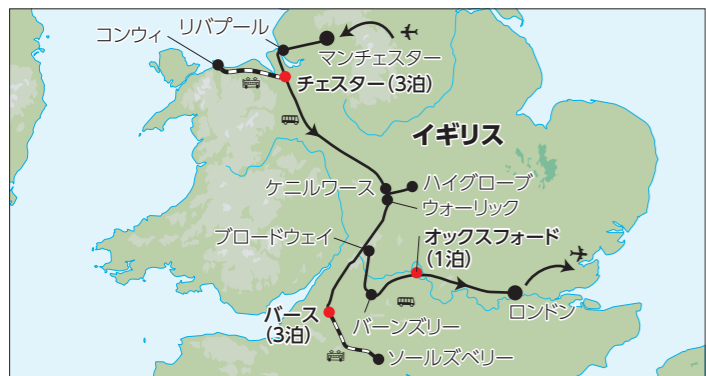 リバプール
コンウィ
マンチェスター
チェスター(3泊)
イギリス
ケニルワース
ハイグローブ
ウォーリック
ブロードウェイ
オックスフォード
(1泊)
バース
(3泊)
バーンズリー
ロンドン
ソールズベリー